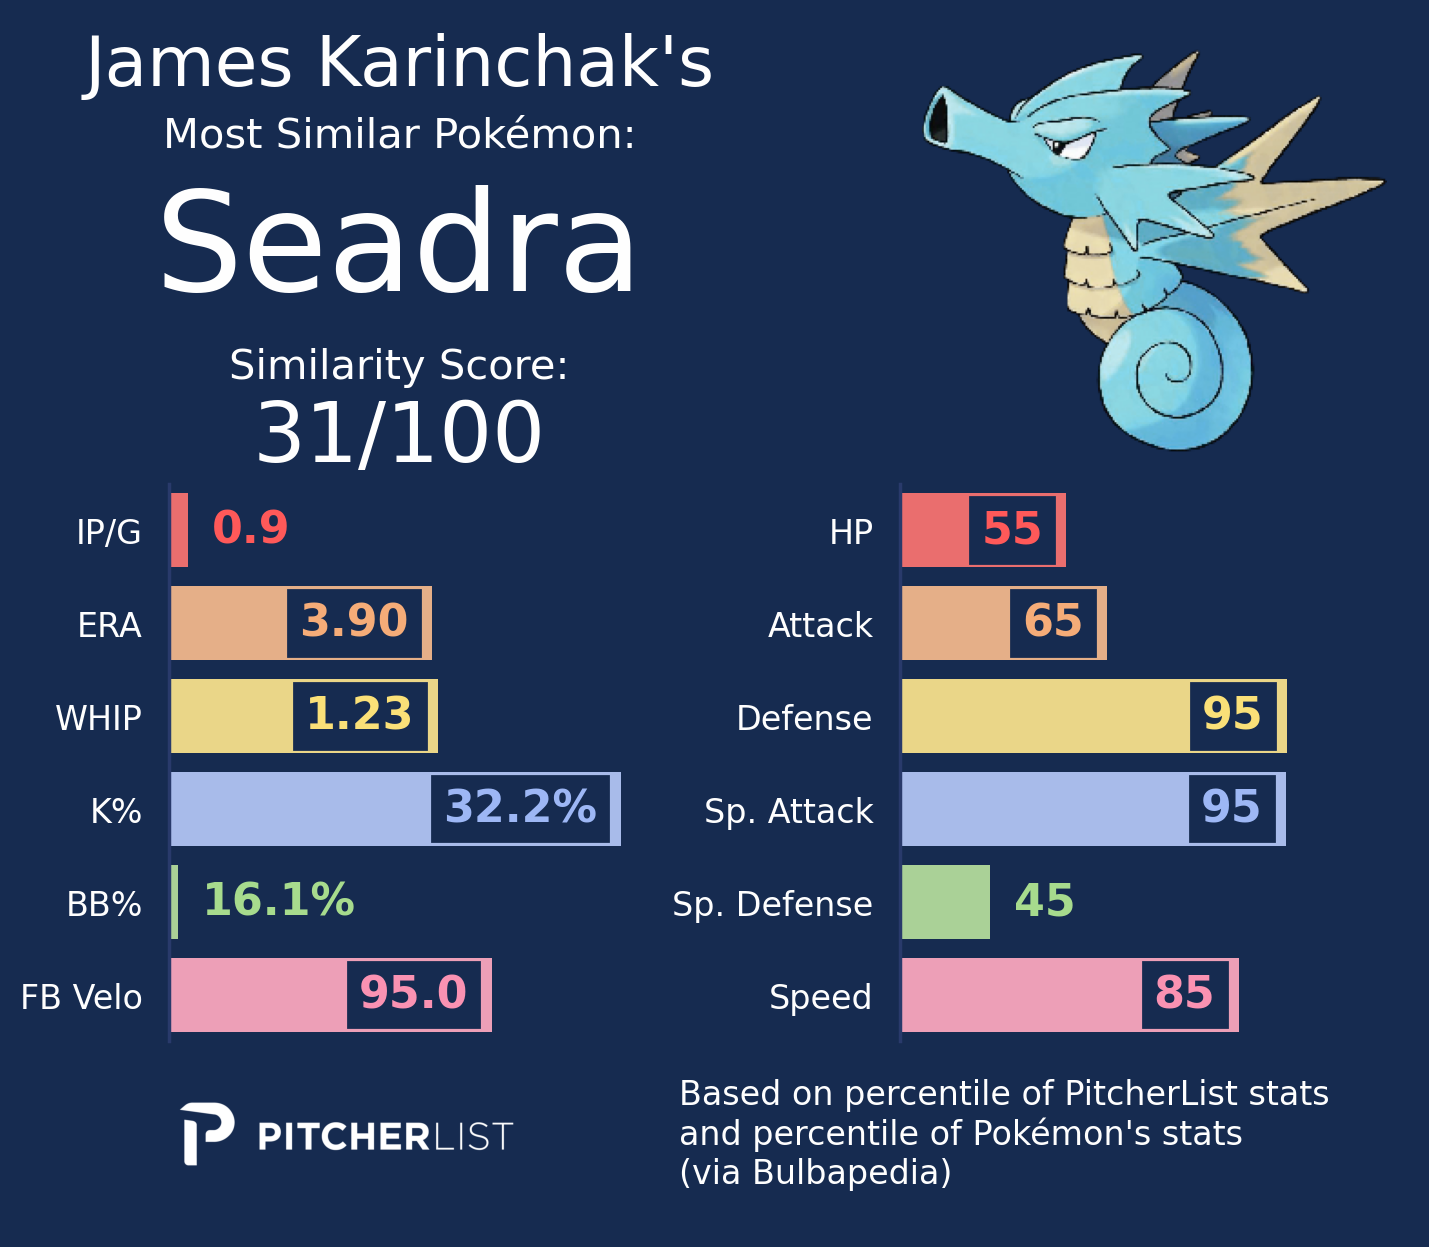 James Karinchak's
Most Similar Pokémon:
Seadra
Similarity Score:
31/100
IP/G 0.9
ERA 3.90
WHIP 1.23
K% 32.2%
BB% 16.1%
FB Velo 95.0
HP 55
Attack 65
Defense 95
Sp. Attack 95
Sp. Defense 45
Speed 85
PITCHERLIST
Based on percentile of PitcherList stats
and percentile of Pokémon's stats
(via Bulbapedia)